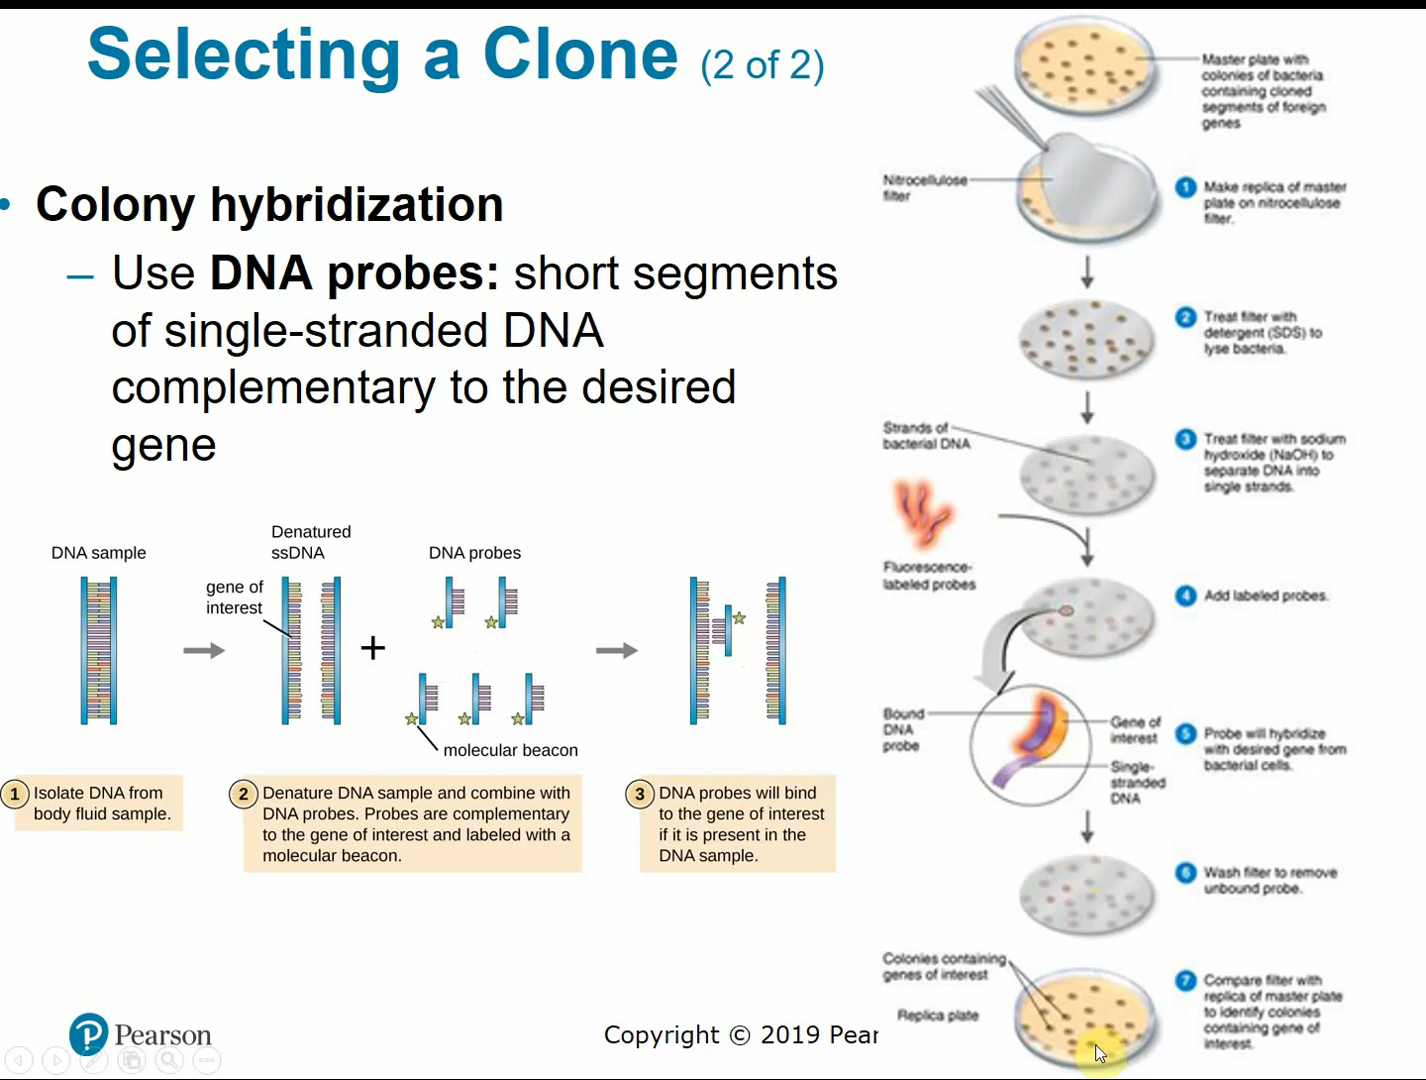 Selecting a Clone (2 of 2)
• Colony hybridization
– Use DNA probes: short segments
of single-stranded DNA
complementary to the desired
gene
DNA sample
Denatured
ssDNA
DNA probes
gene of
interest
+
molecular beacon
1 Isolate DNA from
body fluid sample.
2 Denature DNA sample and combine with
DNA probes. Probes are complementary
to the gene of interest and labeled with a
molecular beacon.
3 DNA probes will bind
to the gene of interest
if it is present in the
DNA sample.
Master plate with
colonies of bacteria
containing cloned
segments of foreign
genes
Nitrocellulose
filter
1 Make replica of master
plate on nitrocellulose
filter.
2 Treat filter with
detergent (SDS) to
lyse bacteria.
Strands of
bacterial DNA
3 Treat filter with sodium
hydroxide (NaOH) to
separate DNA into
single strands.
Fluorescence-
labeled probes
4 Add labeled probes.
Bound
DNA
probe
Gene of
interest
Single-
stranded
DNA
5 Probe will hybridize
with desired gene from
bacterial cells.
6 Wash filter to remove
unbound probe.
Colonies containing
genes of interest
Replica plate
7 Compare filter with
replica of master plate
to identify colonies
containing gene of
interest.
P Pearson
Copyright © 2019 Pear